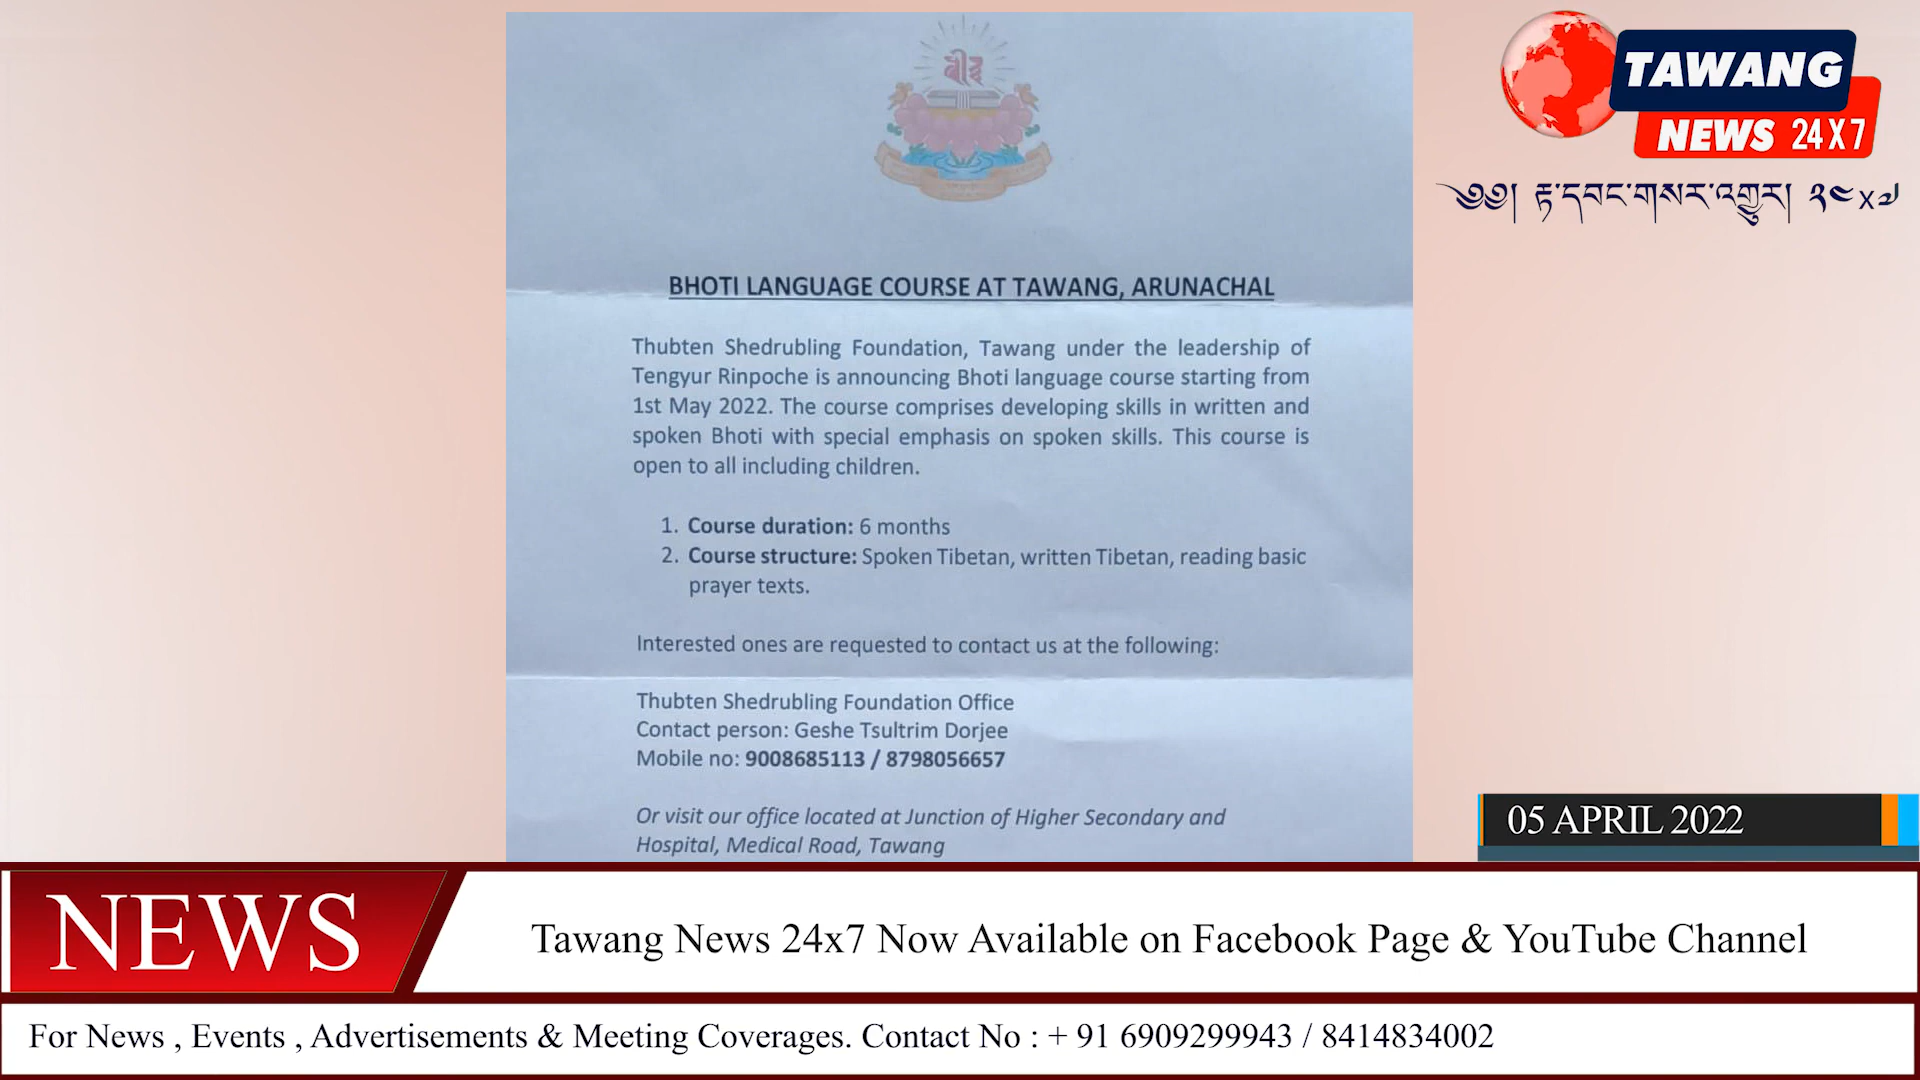 TAWANG
NEWS 24X7
༄༅། རྟ་དབང་གསར་འགྱུར། ༢༤x༧
BHOTI LANGUAGE COURSE AT TAWANG, ARUNACHAL
Thubten Shedrubling Foundation, Tawang under the leadership of
Tengyur Rinpoche is announcing Bhoti language course starting from
1st May 2022. The course comprises developing skills in written and
spoken Bhoti with special emphasis on spoken skills. This course is
open to all including children.
1. Course duration: 6 months
2. Course structure: Spoken Tibetan, written Tibetan, reading basic
prayer texts.
Interested ones are requested to contact us at the following:
Thubten Shedrubling Foundation Office
Contact person: Geshe Tsultrim Dorjee
Mobile no: 9008685113 / 8798056657
Or visit our office located at Junction of Higher Secondary and
Hospital, Medical Road, Tawang
05 APRIL 2022
NEWS
Tawang News 24x7 Now Available on Facebook Page & YouTube Channel
For News , Events , Advertisements & Meeting Coverages. Contact No : + 91 6909299943 / 8414834002